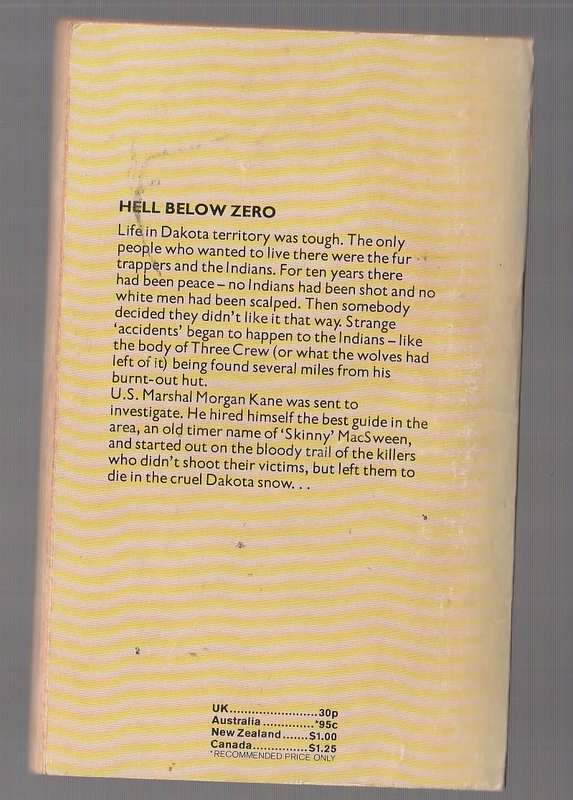 HELL BELOW ZERO
Life in Dakota territory was tough. The only
people who wanted to live there were the fur
trappers and the Indians. For ten years there
had been peace – no Indians had been shot and no
white men had been scalped. Then somebody
decided they didn't like it that way. Strange
'accidents' began to happen to the Indians – like
the body of Three Crew (or what the wolves had
left of it) being found several miles from his
burnt-out hut.
U.S. Marshal Morgan Kane was sent to
investigate. He hired himself the best guide in the
area, an old timer name of 'Skinny' MacSween,
and started out on the bloody trail of the killers
who didn't shoot their victims, but left them to
die in the cruel Dakota snow. . .
UK........................30p
Australia..............*95c
New Zealand.......$1.00
Canada...............$1.25
*RECOMMENDED PRICE ONLY